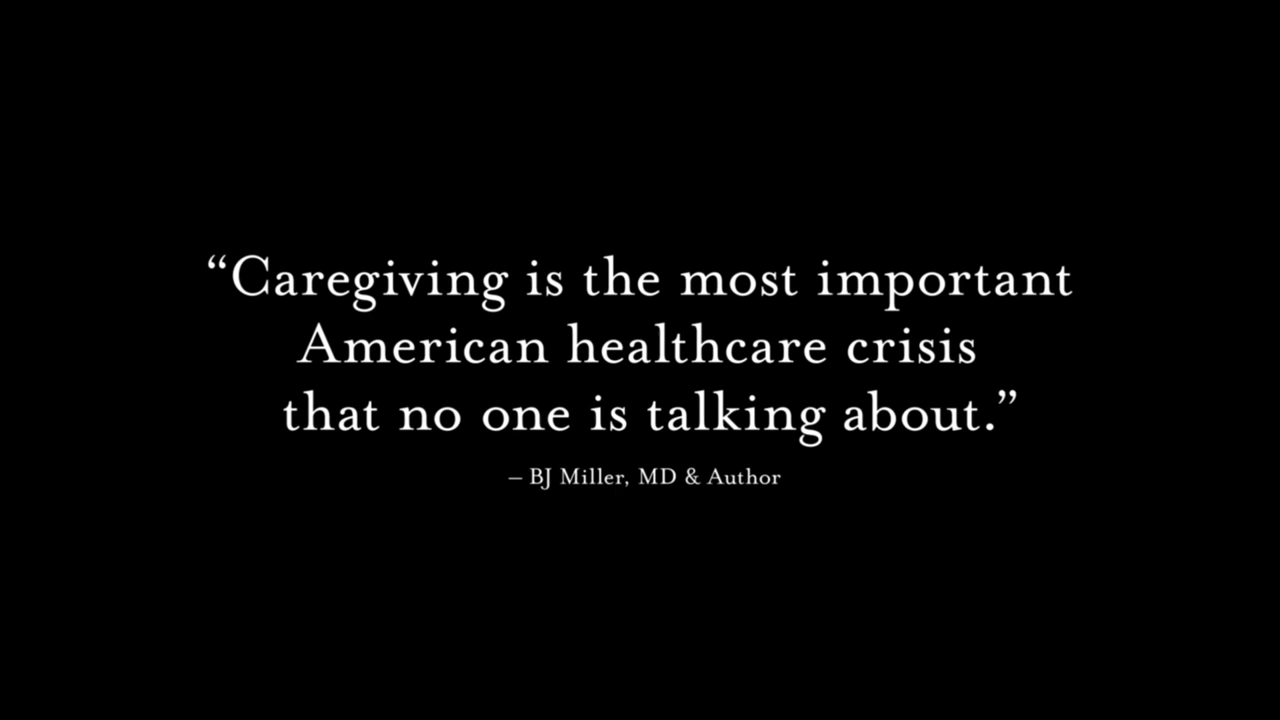 “Caregiving is the most important
American healthcare crisis
that no one is talking about.”
– BJ Miller, MD & Author